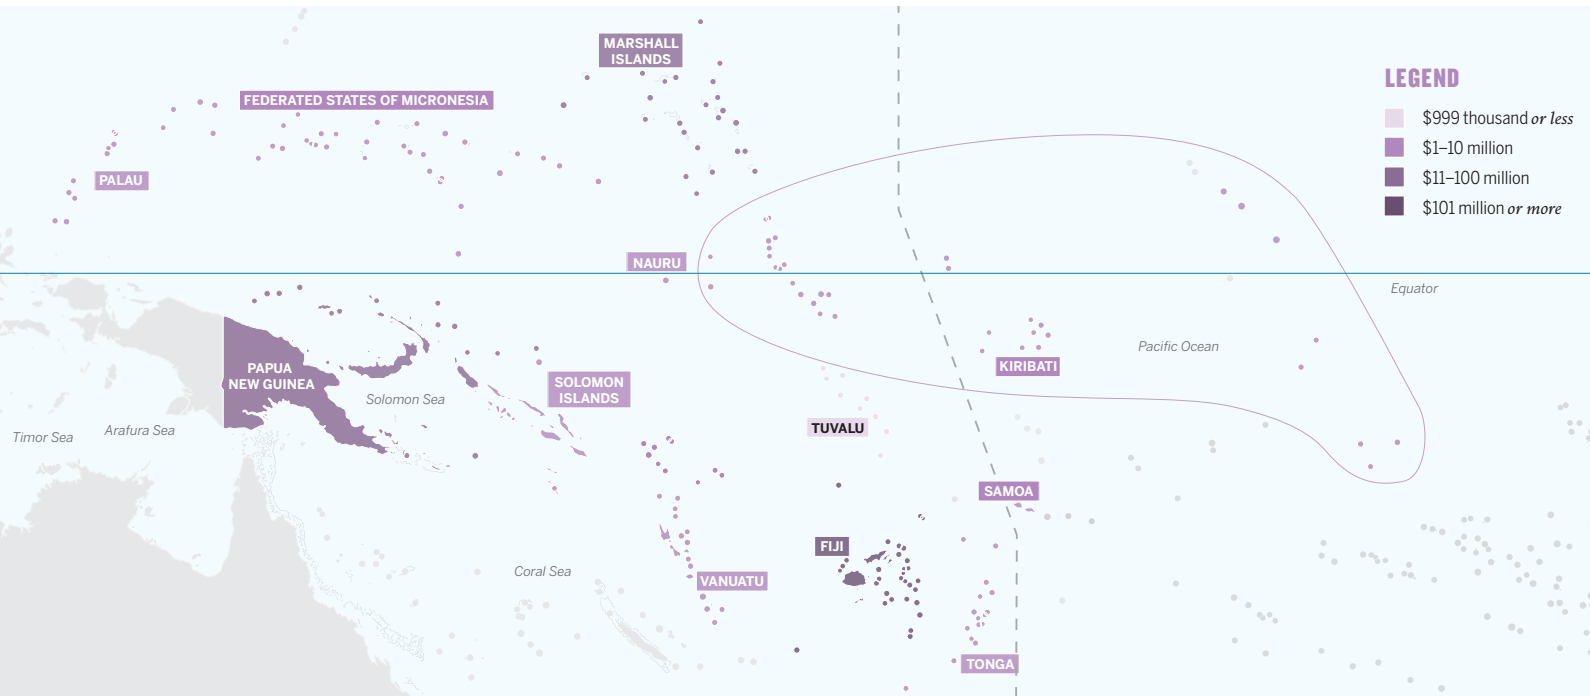 MARSHALL
ISLANDS
LEGEND
FEDERATED STATES OF MICRONESIA
$999 thousand or less
$1–10 million
PALAU
$11–100 million
$101 million or more
NAURU
Equator
Pacific Ocean
KIRIBATI
PAPUA
NEW GUINEA
SOLOMON
ISLANDS
Solomon Sea
TUVALU
Timor Sea
Arafura Sea
SAMOA
FIJI
Coral Sea
VANUATU
TONGA